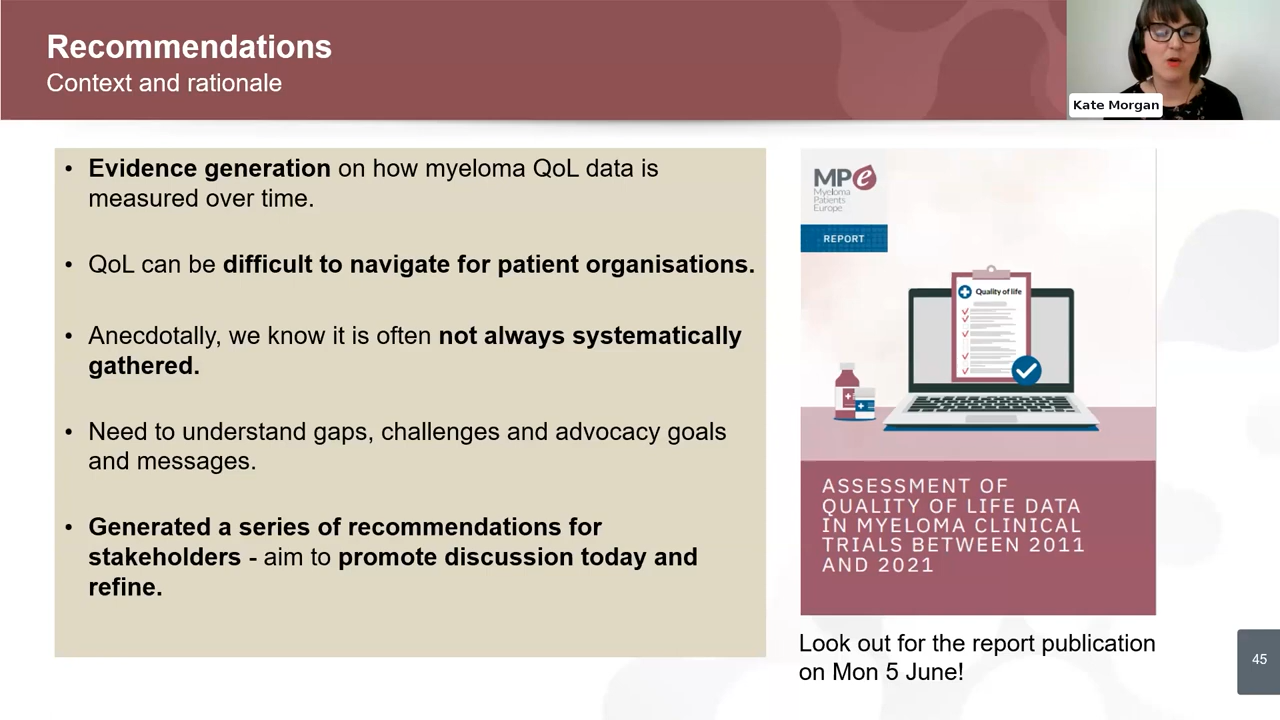 Recommendations
Context and rationale
Kate Morgan
• Evidence generation on how myeloma QoL data is
measured over time.
• QoL can be difficult to navigate for patient organisations.
• Anecdotally, we know it is often not always systematically
gathered.
• Need to understand gaps, challenges and advocacy goals
and messages.
• Generated a series of recommendations for
stakeholders - aim to promote discussion today and
refine.
MPe
Myeloma
Patients
Europe
REPORT
Quality of life
ASSESSMENT OF
QUALITY OF LIFE DATA
IN MYELOMA CLINICAL
TRIALS BETWEEN 2011
AND 2021
Look out for the report publication
on Mon 5 June!
45